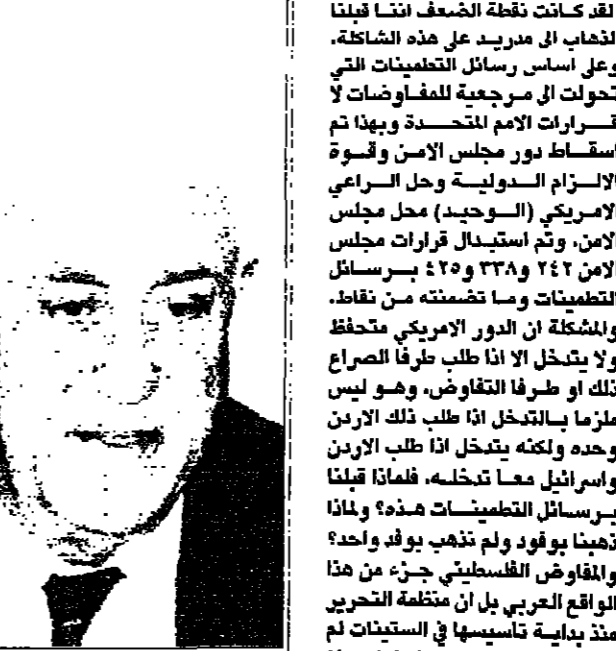 لقد كانت نقطة الضعف اننا قبلنا
الذهاب الى مدريد على هذه الشاكلة.
وعلى اساس رسائل التطمينات التي
تحولت الى مرجعية للمفاوضات لا
قرارات الامم المتحدة وبهذا تم
اسقاط دور مجلس الامن وقوة
الالزام الدولية وحل الراعي
الامريكي (الوحيد) محل مجلس
الامن. وتم استبدال قرارات مجلس
الامن ٢٤٢ و٣٣٨ و٤٢٥ برسائل
التطمينات وما تضمنته من نقاط.
والمشكلة ان الدور الامريكي متحفظ
ولا يتدخل الا اذا طلب طرفا الصراع
ذلك او طرفا التفاوض، وهو ليس
ملزما بالتدخل اذا طلب ذلك الاردن
وحده ولكنه يتدخل اذا طلب الاردن
واسرائيل معا تدخله، فلماذا قبلنا
برسائل التطمينات هذه؟ ولماذا
ذهبنا بوفود ولم نذهب بوفد واحد؟
والمفاوض الفلسطيني جزء من هذا
الواقع العربي بل ان منظمة التحرير
منذ بداية تاسيسها في الستينات لم